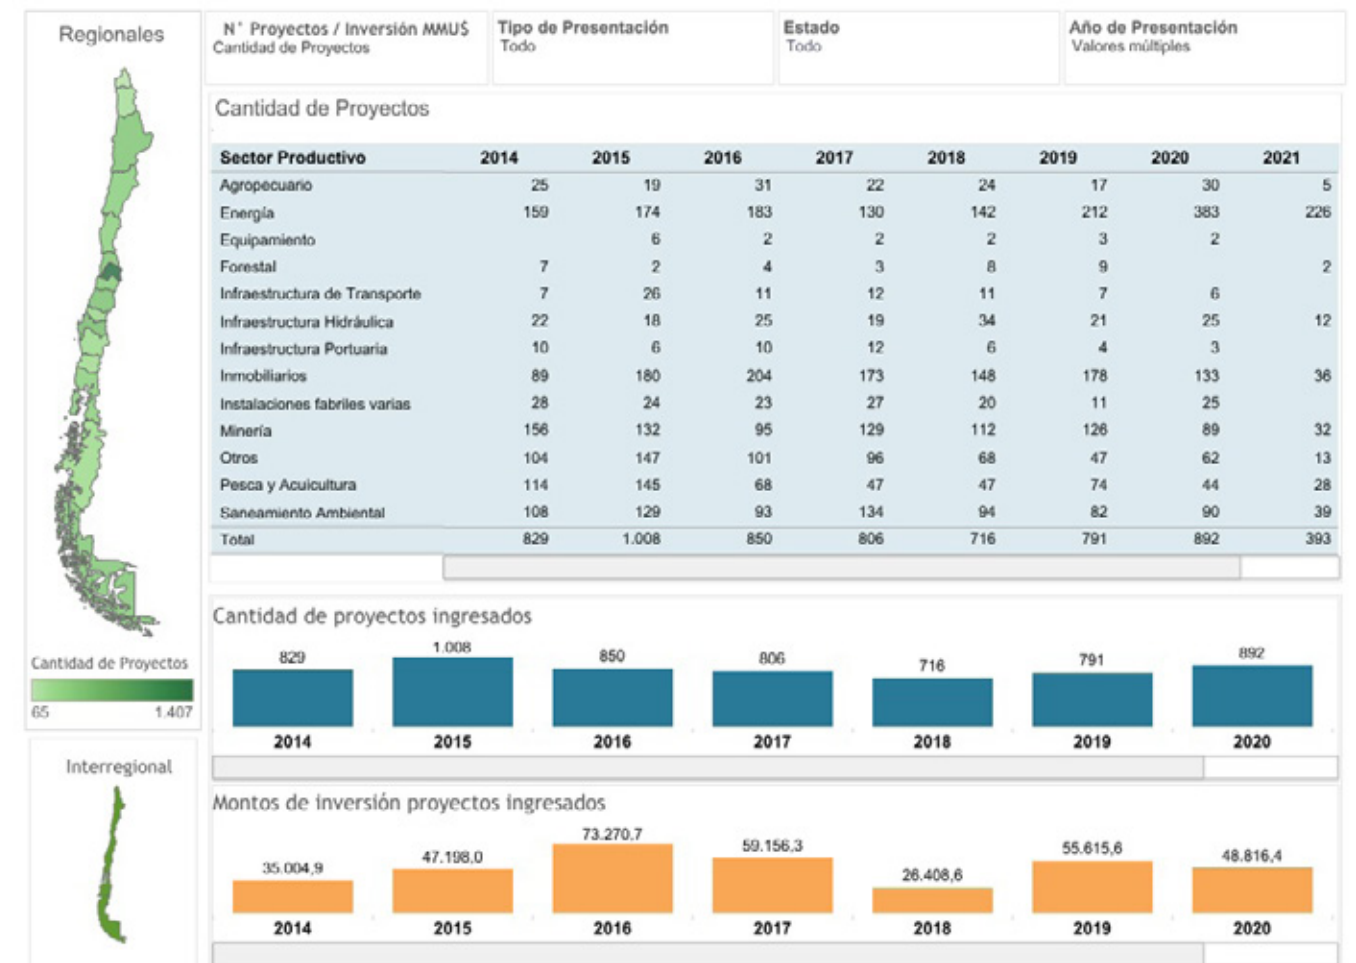 Regionales
N° Proyectos / Inversión MMU$
Cantidad de Proyectos
Tipo de Presentación
Todo
Estado
Todo
Año de Presentación
Valores múltiples
Cantidad de Proyectos
Sector Productivo 2014 2015 2016 2017 2018 2019 2020 2021
Agropecuario 25 19 31 22 24 17 30 5
Energía 159 174 183 130 142 212 383 226
Equipamiento 6 2 2 2 3 2
Forestal 7 2 4 3 8 9 2
Infraestructura de Transporte 7 26 11 12 11 7 6
Infraestructura Hidráulica 22 18 25 19 34 21 25 12
Infraestructura Portuaria 10 6 10 12 6 4 3
Inmobiliarios 89 180 204 173 148 178 133 36
Instalaciones fabriles varias 28 24 23 27 20 11 25
Minería 156 132 95 129 112 126 89 32
Otros 104 147 101 96 68 47 62 13
Pesca y Acuicultura 114 145 68 47 47 74 44 28
Saneamiento Ambiental 108 129 93 134 94 82 90 39
Total 829 1.008 850 806 716 791 892 393
Cantidad de Proyectos
65 1.407
Cantidad de proyectos ingresados
829 1.008 850 806 716 791 892
2014 2015 2016 2017 2018 2019 2020
Interregional
Montos de inversión proyectos ingresados
35.004,9 47.198,0 73.270,7 59.156,3 26.408,6 55.615,6 48.816,4
2014 2015 2016 2017 2018 2019 2020